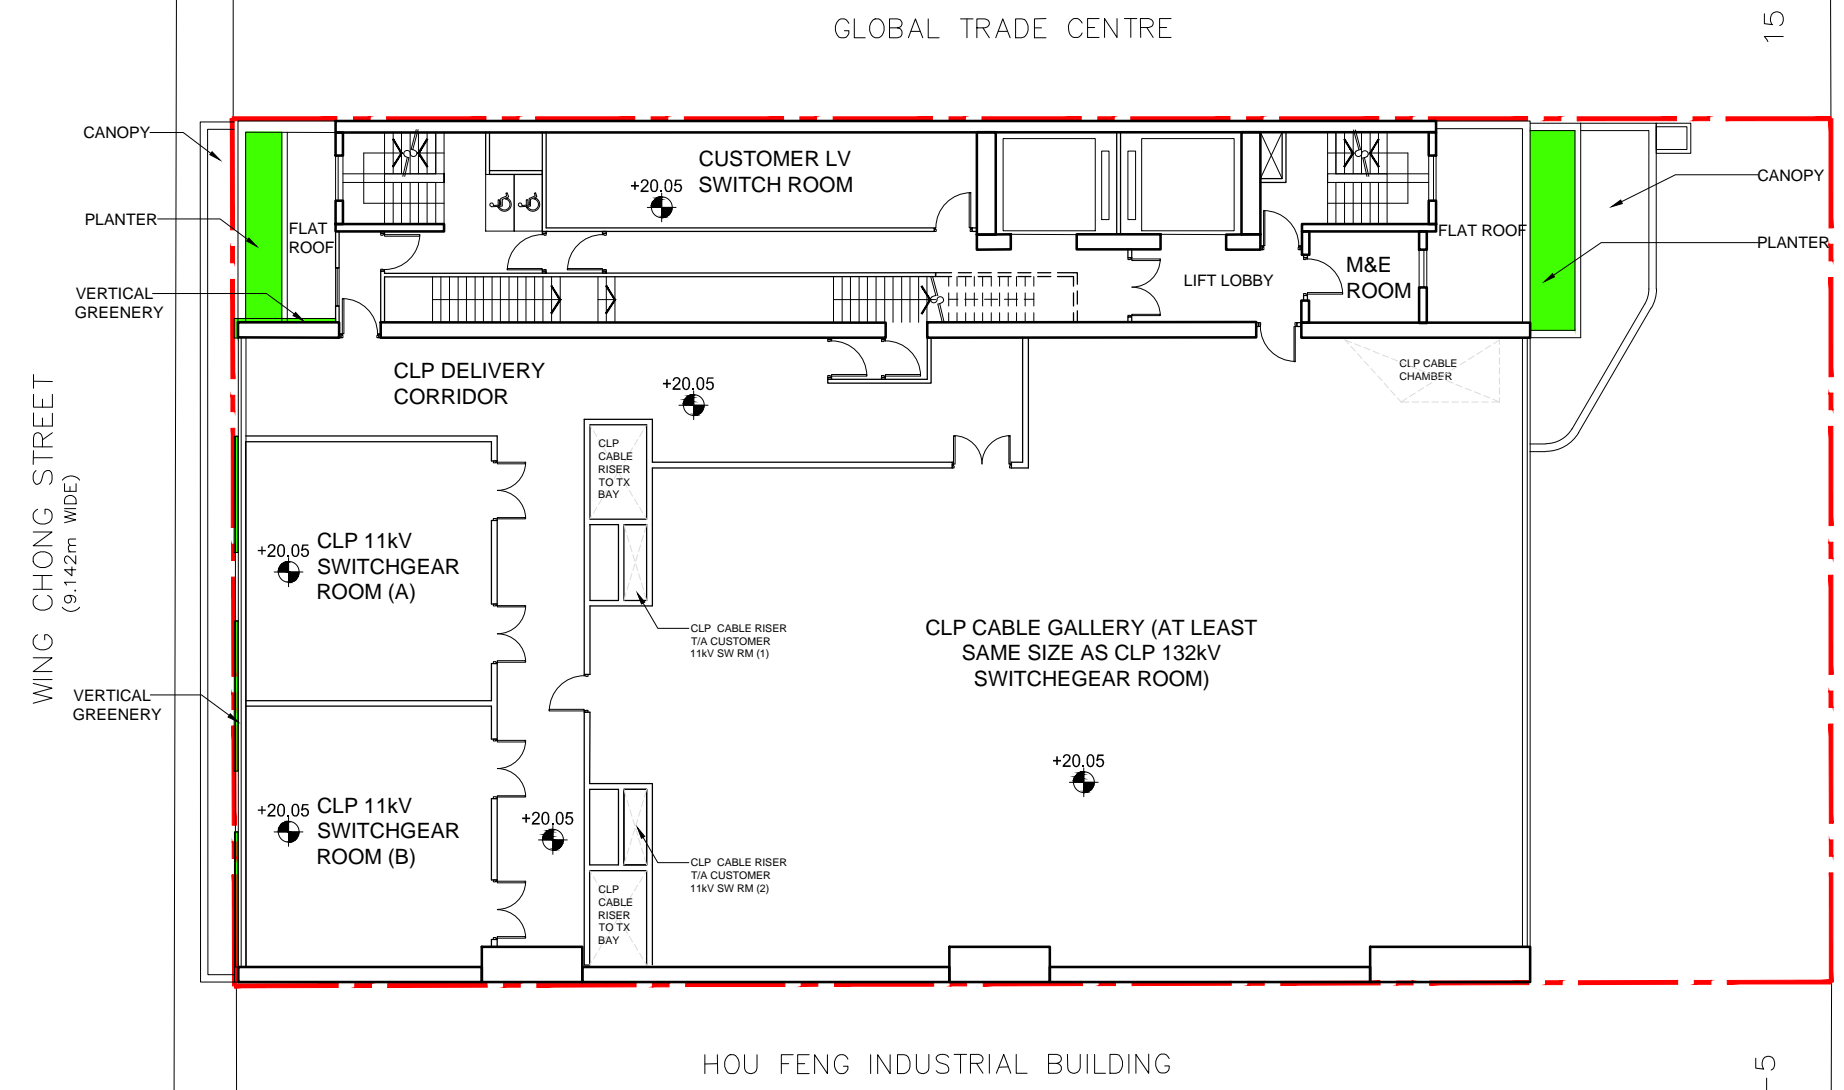 GLOBAL TRADE CENTRE
15
CANOPY
PLANTER
VERTICAL
GREENERY
FLAT
ROOF
CUSTOMER LV
SWITCH ROOM
+20.05
LIFT LOBBY
M&E
ROOM
FLAT ROOF
CANOPY
PLANTER
CLP DELIVERY
CORRIDOR
+20.05
CLP CABLE
CHAMBER
WING CHONG STREET
(9.142m WIDE)
CLP
CABLE
RISER
TO TX
BAY
+20.05
CLP 11kV
SWITCHGEAR
ROOM (A)
CLP CABLE RISER
T/A CUSTOMER
11kV SW RM (1)
CLP CABLE GALLERY (AT LEAST
SAME SIZE AS CLP 132kV
SWITCHEGEAR ROOM)
+20.05
VERTICAL
GREENERY
+20.05
CLP 11kV
SWITCHGEAR
ROOM (B)
+20.05
CLP CABLE RISER
T/A CUSTOMER
11kV SW RM (2)
CLP
CABLE
RISER
TO TX
BAY
HOU FENG INDUSTRIAL BUILDING